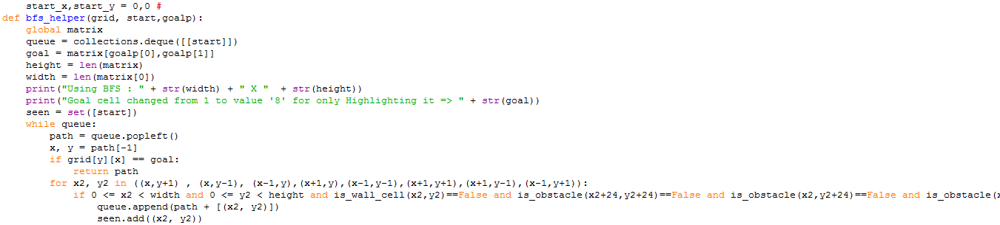 start_x,start_y = 0,0 #
def bfs_helper(grid, start,goalp):
    global matrix
    queue = collections.deque([[start]])
    goal = matrix[goalp[0],goalp[1]]
    height = len(matrix)
    width = len(matrix[0])
    print("Using BFS : " + str(width) + " X "  + str(height))
    print("Goal cell changed from 1 to value '8' for only Highlighting it => " + str(goal))
    seen = set([start])
    while queue:
        path = queue.popleft()
        x, y = path[-1]
        if grid[y][x] == goal:
            return path
        for x2, y2 in ((x,y+1) , (x,y-1), (x-1,y),(x+1,y),(x-1,y-1),(x+1,y+1),(x+1,y-1),(x-1,y+1)):
            if 0 <= x2 < width and 0 <= y2 < height and is_wall_cell(x2,y2)==False and is_obstacle(x2+24,y2+24)==False and is_obstacle(x2,y2+24)==False and is_obstacle(
                queue.append(path + [(x2, y2)])
                seen.add((x2, y2))